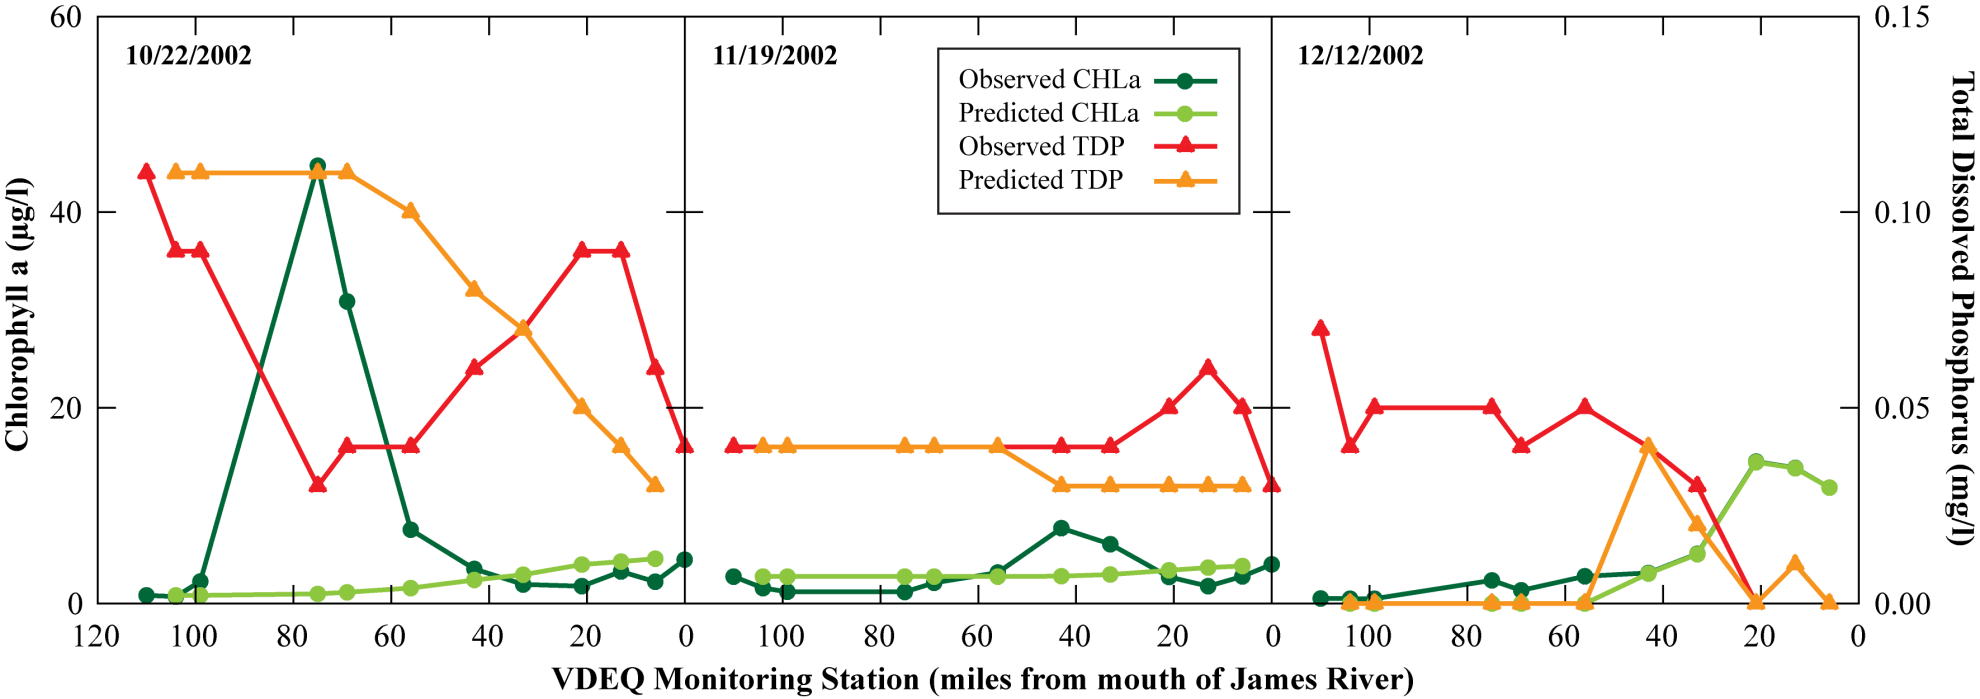 60
40
20
0
Chlorophyll a (µg/l)
10/22/2002
11/19/2002
12/12/2002
Observed CHLa
Predicted CHLa
Observed TDP
Predicted TDP
0.15
0.10
0.05
0.00
Total Dissolved Phosphorus (mg/l)
120 100 80 60 40 20 0 100 80 60 40 20 0 100 80 60 40 20 0
VDEQ Monitoring Station (miles from mouth of James River)